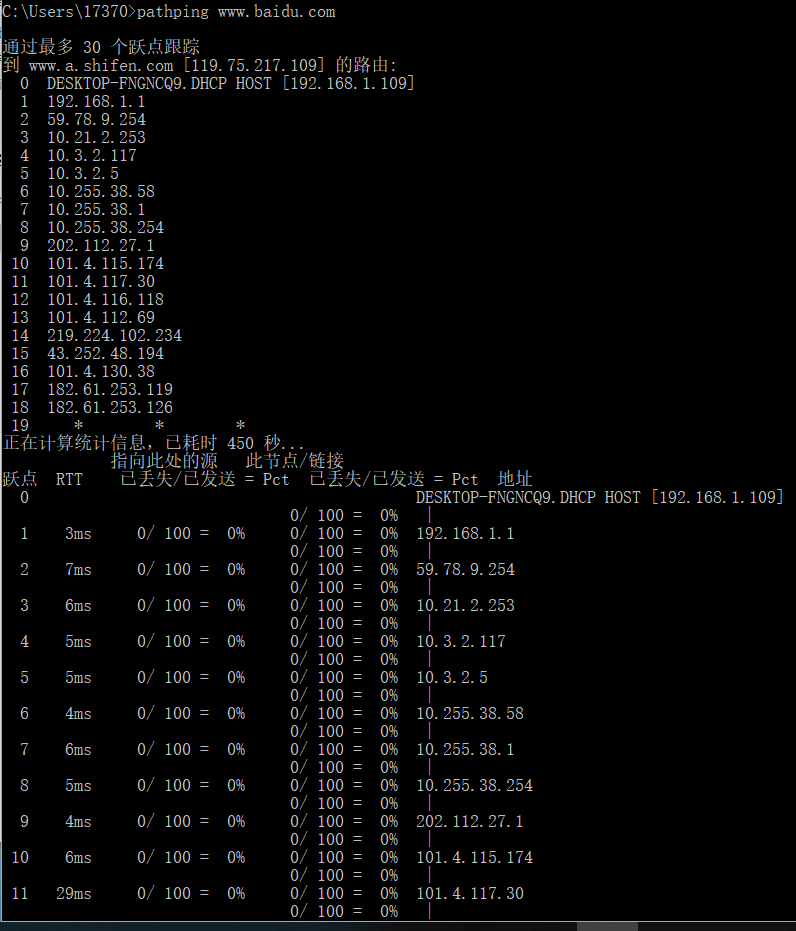 C:\Users\17370>pathping www.baidu.com
通过最多 30 个跃点跟踪
到 www.a.shifen.com [119.75.217.109] 的路由:
0 DESKTOP-FNGNCQ9.DHCP HOST [192.168.1.109]
1 192.168.1.1
2 59.78.9.254
3 10.21.2.253
4 10.3.2.117
5 10.3.2.5
6 10.255.38.58
7 10.255.38.1
8 10.255.38.254
9 202.112.27.1
10 101.4.115.174
11 101.4.117.30
12 101.4.116.118
13 101.4.112.69
14 219.224.102.234
15 43.252.48.194
16 101.4.130.38
17 182.61.253.119
18 182.61.253.126
19 * * *
正在计算统计信息，已耗时 450 秒...
指向此处的源 此节点/链接
跃点 RTT 已丢失/已发送 = Pct 已丢失/已发送 = Pct 地址
0 DESKTOP-FNGNCQ9.DHCP HOST [192.168.1.109]
0/ 100 = 0% |
1 3ms 0/ 100 = 0% 0/ 100 = 0% 192.168.1.1
0/ 100 = 0% |
2 7ms 0/ 100 = 0% 0/ 100 = 0% 59.78.9.254
0/ 100 = 0% |
3 6ms 0/ 100 = 0% 0/ 100 = 0% 10.21.2.253
0/ 100 = 0% |
4 5ms 0/ 100 = 0% 0/ 100 = 0% 10.3.2.117
0/ 100 = 0% |
5 5ms 0/ 100 = 0% 0/ 100 = 0% 10.3.2.5
0/ 100 = 0% |
6 4ms 0/ 100 = 0% 0/ 100 = 0% 10.255.38.58
0/ 100 = 0% |
7 6ms 0/ 100 = 0% 0/ 100 = 0% 10.255.38.1
0/ 100 = 0% |
8 5ms 0/ 100 = 0% 0/ 100 = 0% 10.255.38.254
0/ 100 = 0% |
9 4ms 0/ 100 = 0% 0/ 100 = 0% 202.112.27.1
0/ 100 = 0% |
10 6ms 0/ 100 = 0% 0/ 100 = 0% 101.4.115.174
0/ 100 = 0% |
11 29ms 0/ 100 = 0% 0/ 100 = 0% 101.4.117.30
0/ 100 = 0% |